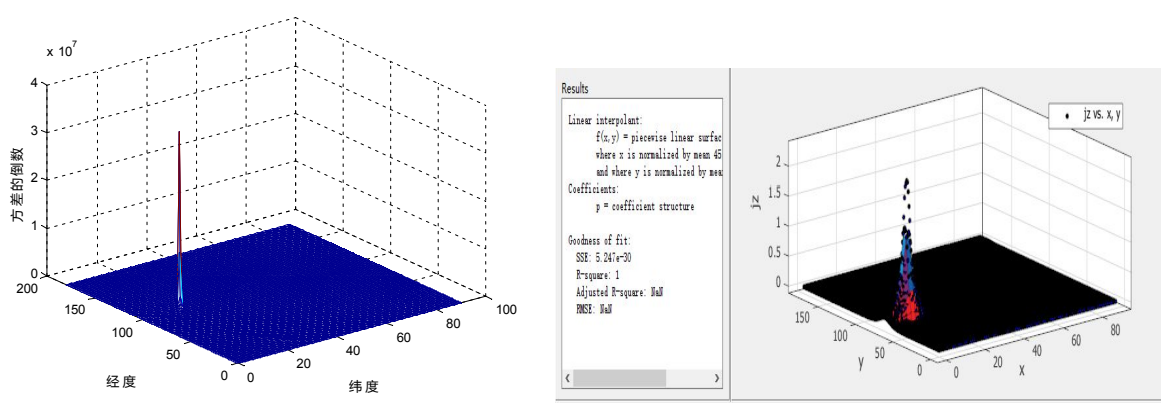 x 10^7
4
3
2
1
0
方差的倒数
200
150
100
50
0
经度
0
20
40
60
80
100
纬度
Results
Linear interpolant:
f(x,y) = piecewise linear surfac
where x is normalized by mean 45
and where y is normalized by mea
Coefficients:
p = coefficient structure
Goodness of fit:
SSE: 5.247e-30
R-square: 1
Adjusted R-square: NaN
RMSE: NaN
jz vs. x, y
2
1.5
1
0.5
0
jz
150
100
50
0
y
0
20
40
60
80
x